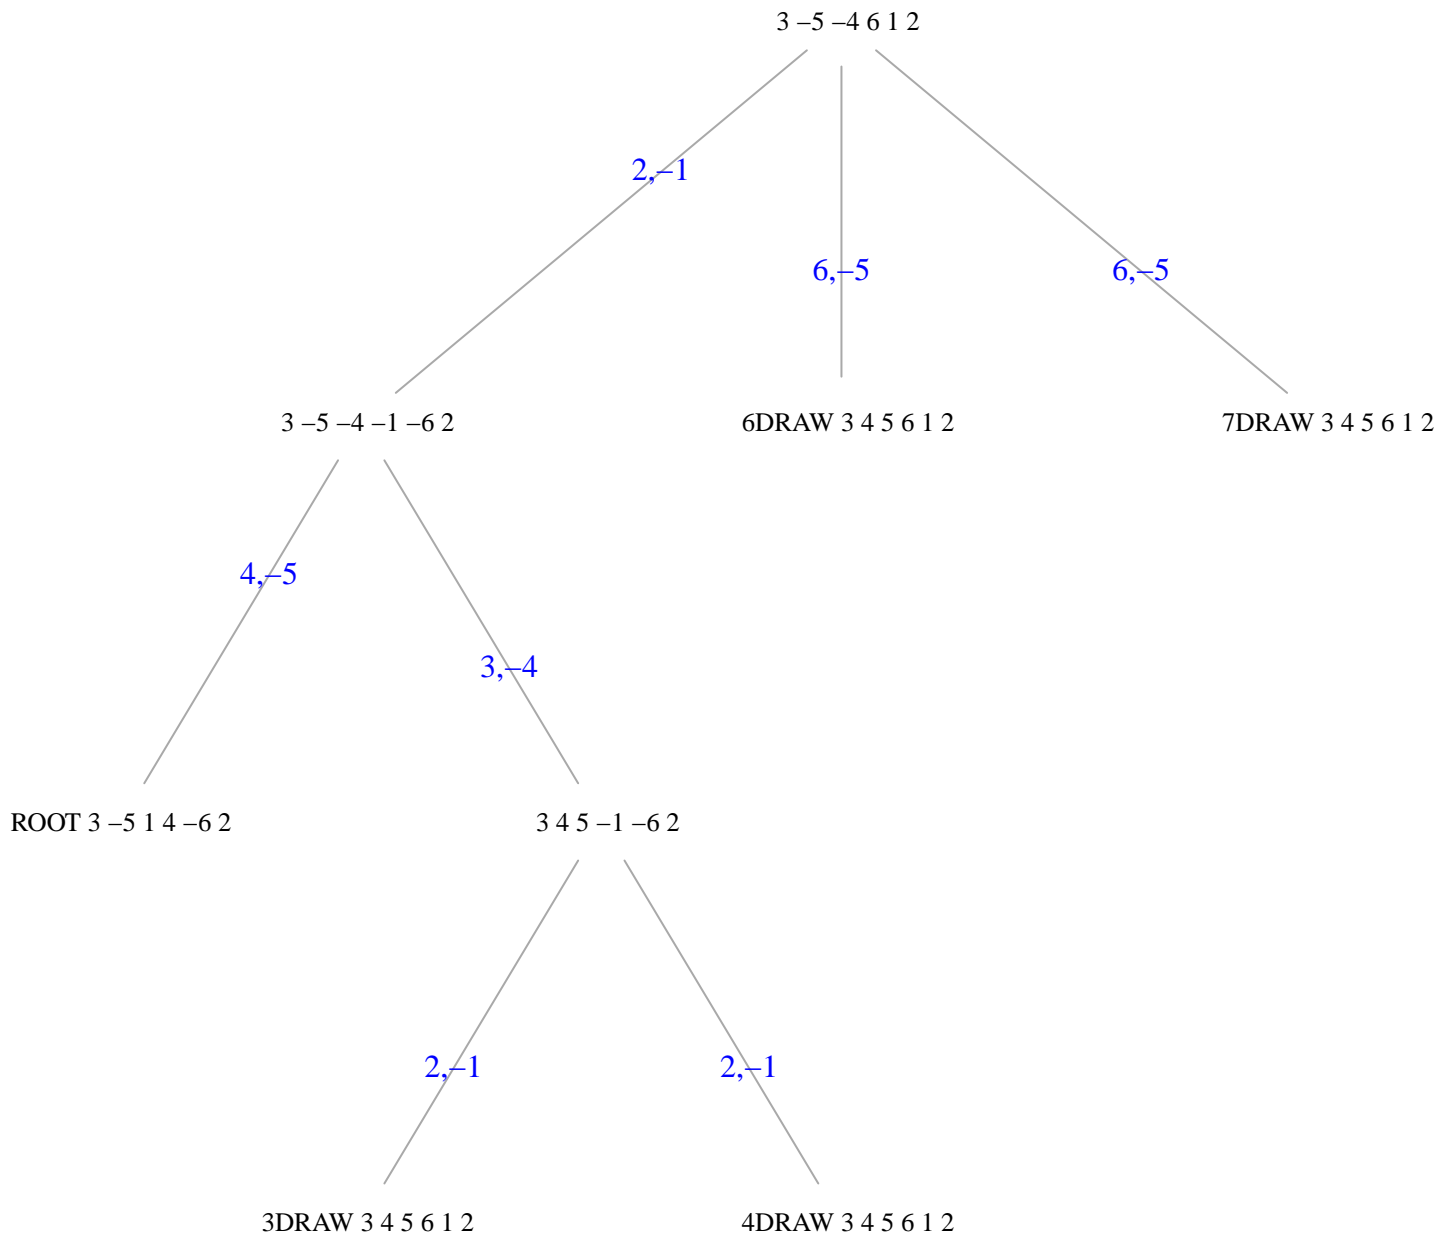 3 –5 –4 6 1 2
2,–1
6,–5
6,–5
3 –5 –4 –1 –6 2
6DRAW 3 4 5 6 1 2
7DRAW 3 4 5 6 1 2
4,–5
3,–4
ROOT 3 –5 1 4 –6 2
3 4 5 –1 –6 2
2,–1
2,–1
3DRAW 3 4 5 6 1 2
4DRAW 3 4 5 6 1 2